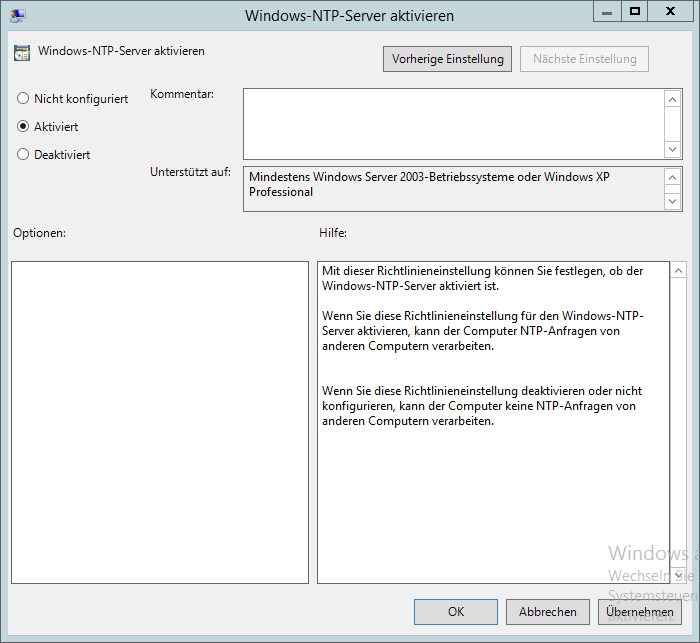 Windows-NTP-Server aktivieren
Windows-NTP-Server aktivieren
Vorherige Einstellung
Nächste Einstellung
Nicht konfiguriert
Kommentar:
Aktiviert
Deaktiviert
Unterstützt auf:
Mindestens Windows Server 2003-Betriebssysteme oder Windows XP
Professional
Optionen:
Hilfe:
Mit dieser Richtlinieneinstellung können Sie festlegen, ob der
Windows-NTP-Server aktiviert ist.
Wenn Sie diese Richtlinieneinstellung für den Windows-NTP-
Server aktivieren, kann der Computer NTP-Anfragen von
anderen Computern verarbeiten.
Wenn Sie diese Richtlinieneinstellung deaktivieren oder nicht
konfigurieren, kann der Computer keine NTP-Anfragen von
anderen Computern verarbeiten.
Windows a
Wechseln Sie
Systemsteueru
aktivieren.
OK
Abbrechen
Übernehmen